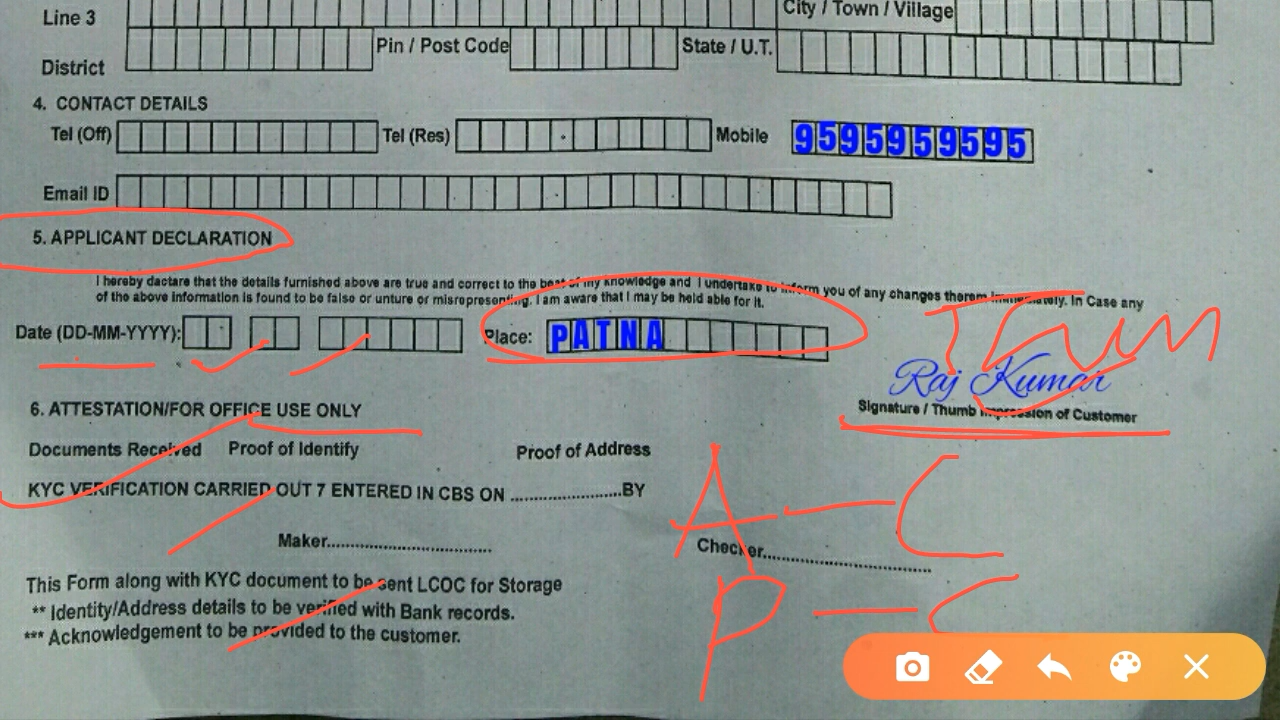 Line 3 City / Town / Village
District Pin / Post Code State / U.T.
4. CONTACT DETAILS
Tel (Off) Tel (Res) Mobile 9595959595
Email ID
5. APPLICANT DECLARATION
I hereby dactare that the details furnished above are true and correct to the beat of my knowledge and I undertake to inform you of any changes therem immediately. In Case any
of the above information is found to be falso or unture or misrepresenting. I am aware that I may be held able for it.
Date (DD-MM-YYYY): Place: PATNA
Raj Kumar
Signature / Thumb Impression of Customer
6. ATTESTATION/FOR OFFICE USE ONLY
Documents Received Proof of Identify Proof of Address
KYC VERIFICATION CARRIED OUT 7 ENTERED IN CBS ON ......................BY
A - C
Maker................................ Checker................................
P - C
This Form along with KYC document to be sent LCOC for Storage
** Identity/Address details to be verified with Bank records.
*** Acknowledgement to be provided to the customer.